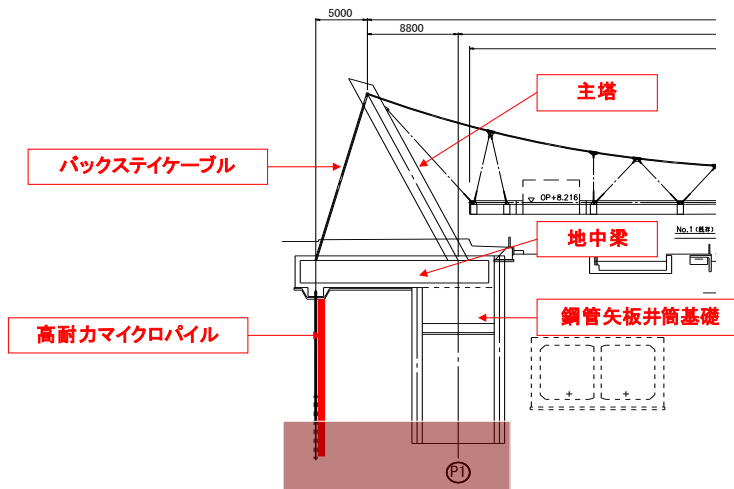 5000
8800
主塔
バックステイケーブル
OP+8.216
No.1(既存)
地中梁
鋼管矢板井筒基礎
高耐力マイクロパイル
P1